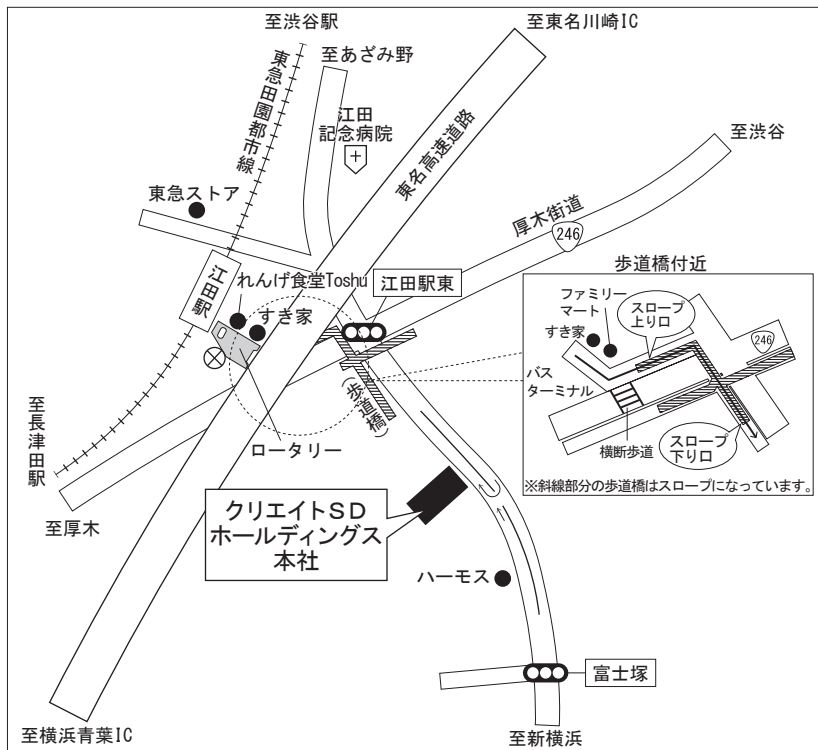 至渋谷駅
至東名川崎IC
至あざみ野
東急田園都市線
江田
記念病院
東名高速道路
至渋谷
東急ストア
厚木街道
246
歩道橋付近
江田駅
れんげ食堂Toshu
江田駅東
すき家
ファミリー
マート
スロープ
上り口
すき家
246
バス
ターミナル
(歩道橋)
至長津田駅
ロータリー
横断歩道
スロープ
下り口
※斜線部分の歩道橋はスロープになっています。
至厚木
クリエイトSD
ホールディングス
本社
ハーモス
富士塚
至横浜青葉IC
至新横浜